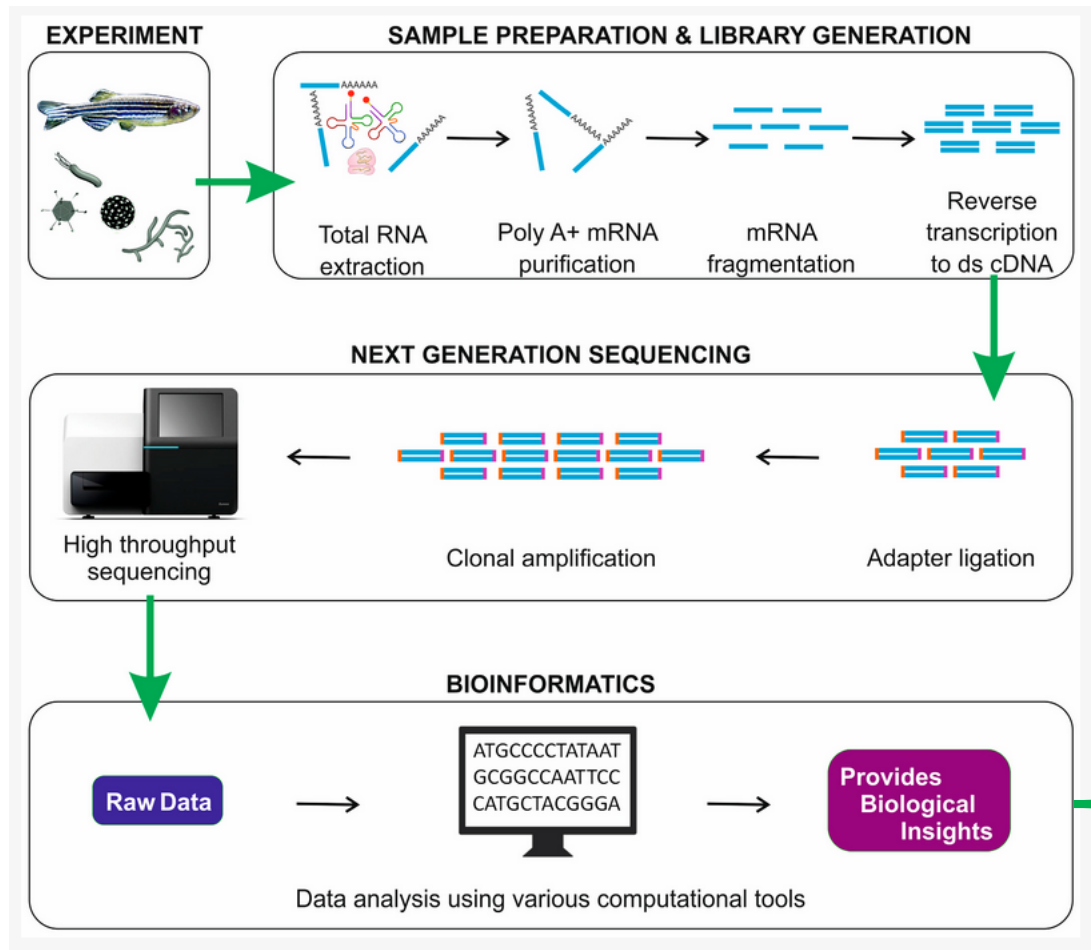 EXPERIMENT
SAMPLE PREPARATION & LIBRARY GENERATION
AAAAAA
AAAAAA
AAAAAA
AAAAAA
AAAAAA
AAAAAA
Total RNA
extraction
Poly A+ mRNA
purification
mRNA
fragmentation
Reverse
transcription
to ds cDNA
NEXT GENERATION SEQUENCING
High throughput
sequencing
Clonal amplification
Adapter ligation
BIOINFORMATICS
Raw Data
ATGCCCCTATAAT
GCGGCCAATTCC
CATGCTACGGGA
Provides
Biological
Insights
Data analysis using various computational tools